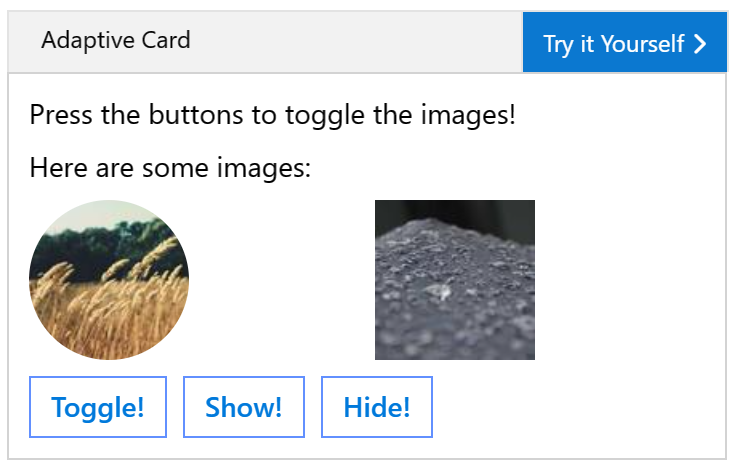 Adaptive Card
Try it Yourself
Press the buttons to toggle the images!
Here are some images:
Toggle!
Show!
Hide!